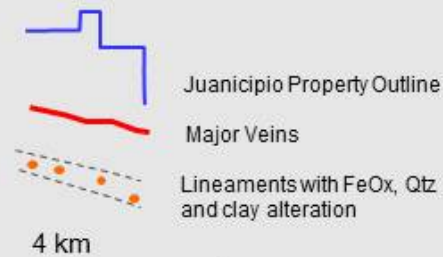 Juanicipio Property Outline
Major Veins
Lineaments with FeOx, Qtz
and clay alteration
4 km